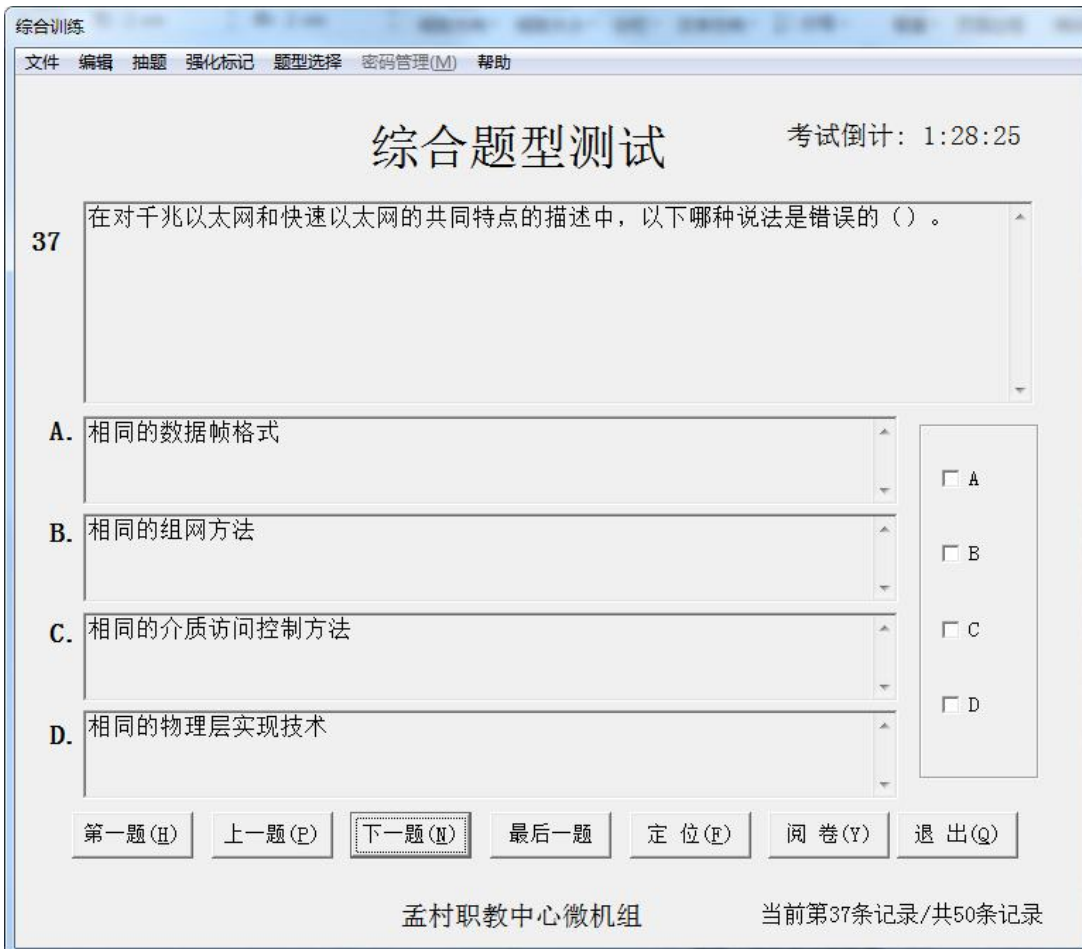 综合训练
文件 编辑 抽题 强化标记 题型选择 密码管理(M) 帮助
综合题型测试
考试倒计: 1:28:25
37
在对千兆以太网和快速以太网的共同特点的描述中，以下哪种说法是错误的（）。
A. 相同的数据帧格式
B. 相同的组网方法
C. 相同的介质访问控制方法
D. 相同的物理层实现技术
A
B
C
D
第一题(H) 上一题(P) 下一题(N) 最后一题 定 位(F) 阅 卷(Y) 退 出(Q)
孟村职教中心微机组
当前第37条记录/共50条记录